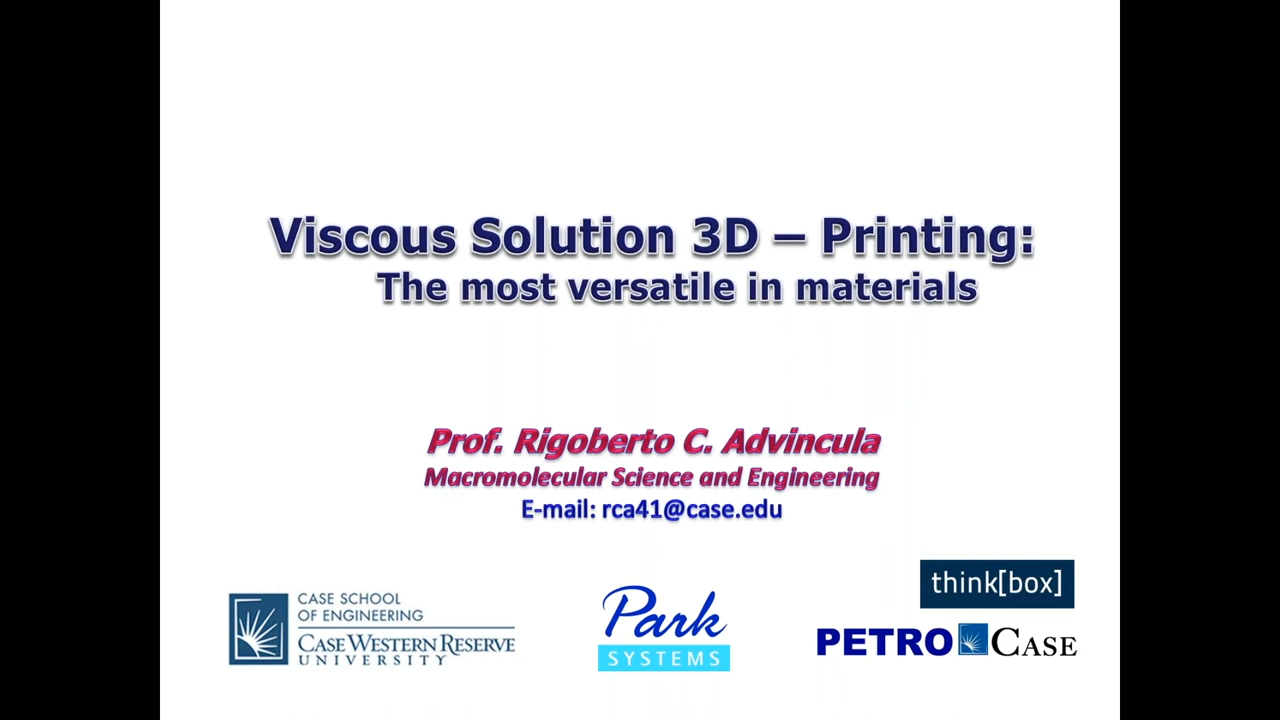 Viscous Solution 3D – Printing:
The most versatile in materials
Prof. Rigoberto C. Advincula
Macromolecular Science and Engineering
E-mail: rca41@case.edu
think[box]
CASE SCHOOL
OF ENGINEERING
CASE WESTERN RESERVE
UNIVERSITY
Park
SYSTEMS
PETRO CASE